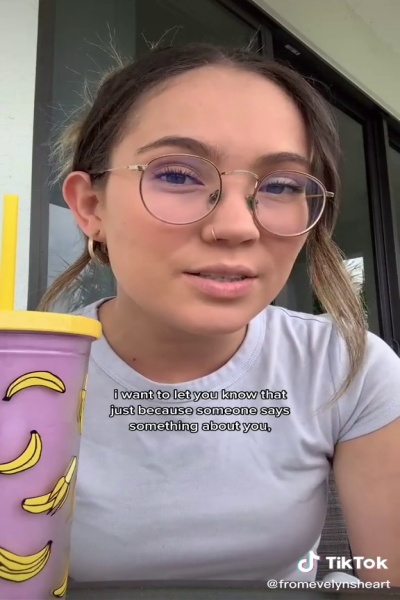 i want to let you know that
just because someone says
something about you,
TikTok
@fromevelynsheart